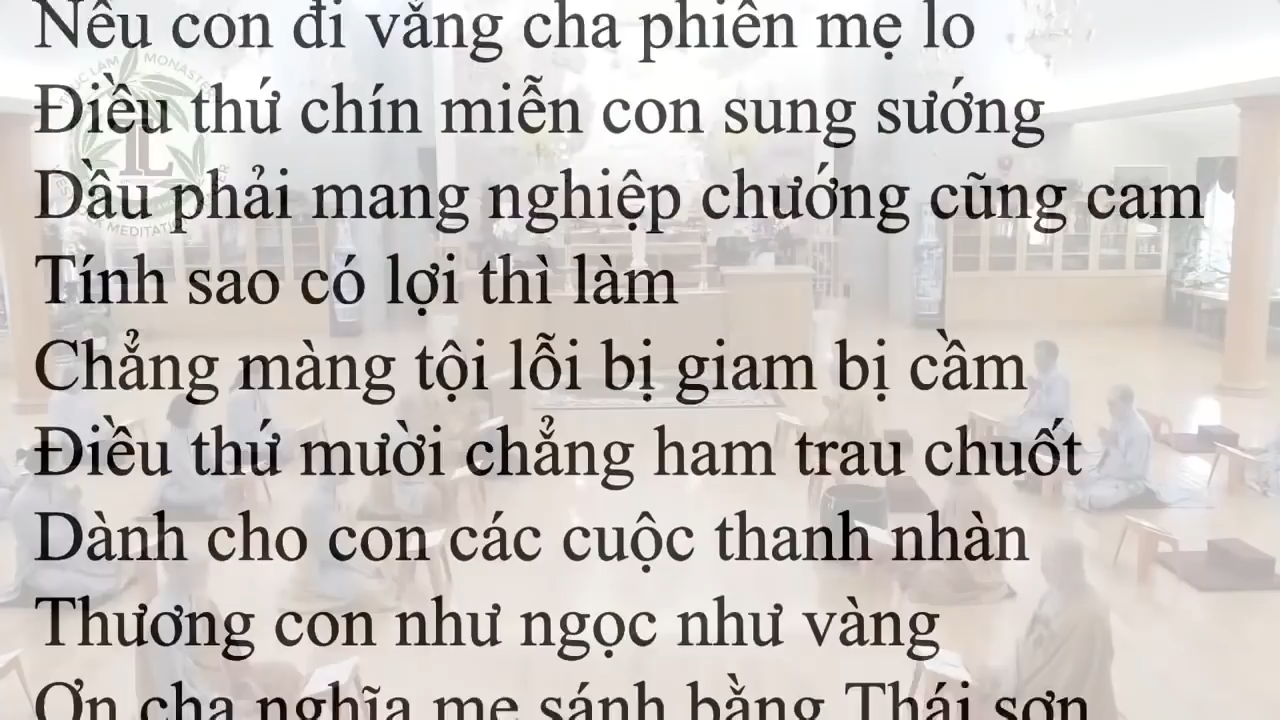 Nếu con đi vắng cha phiền mẹ lo
Điều thứ chín miễn con sung sướng
Dầu phải mang nghiệp chướng cũng cam
Tính sao có lợi thì làm
Chẳng màng tội lỗi bị giam bị cầm
Điều thứ mười chẳng ham trau chuốt
Dành cho con các cuộc thanh nhàn
Thương con như ngọc như vàng
Ơn cha nghĩa mẹ sánh bằng Thái sơn
LAM MONASTER
MEDITATI